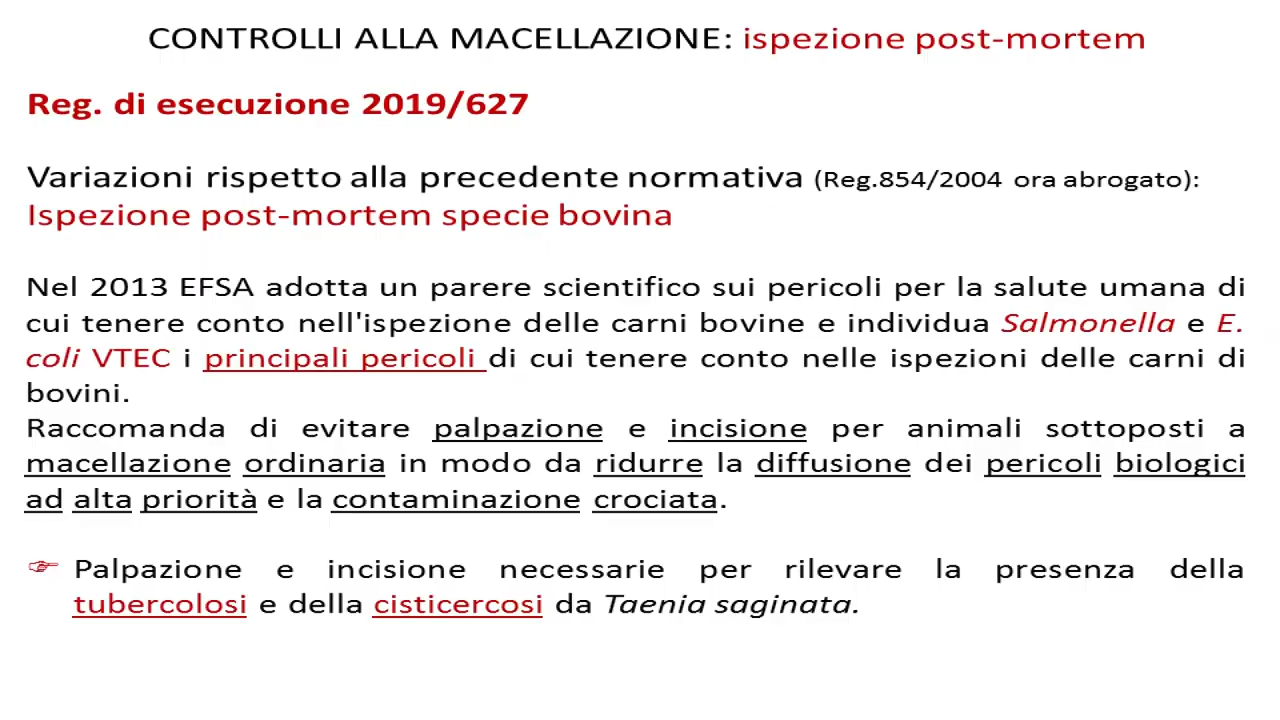 CONTROLLI ALLA MACELLAZIONE: ispezione post-mortem
Reg. di esecuzione 2019/627
Variazioni rispetto alla precedente normativa (Reg.854/2004 ora abrogato):
Ispezione post-mortem specie bovina
Nel 2013 EFSA adotta un parere scientifico sui pericoli per la salute umana di
cui tenere conto nell'ispezione delle carni bovine e individua Salmonella e E.
coli VTEC i principali pericoli di cui tenere conto nelle ispezioni delle carni di
bovini.
Raccomanda di evitare palpazione e incisione per animali sottoposti a
macellazione ordinaria in modo da ridurre la diffusione dei pericoli biologici
ad alta priorità e la contaminazione crociata.
☞ Palpazione e incisione necessarie per rilevare la presenza della
tubercolosi e della cisticercosi da Taenia saginata.